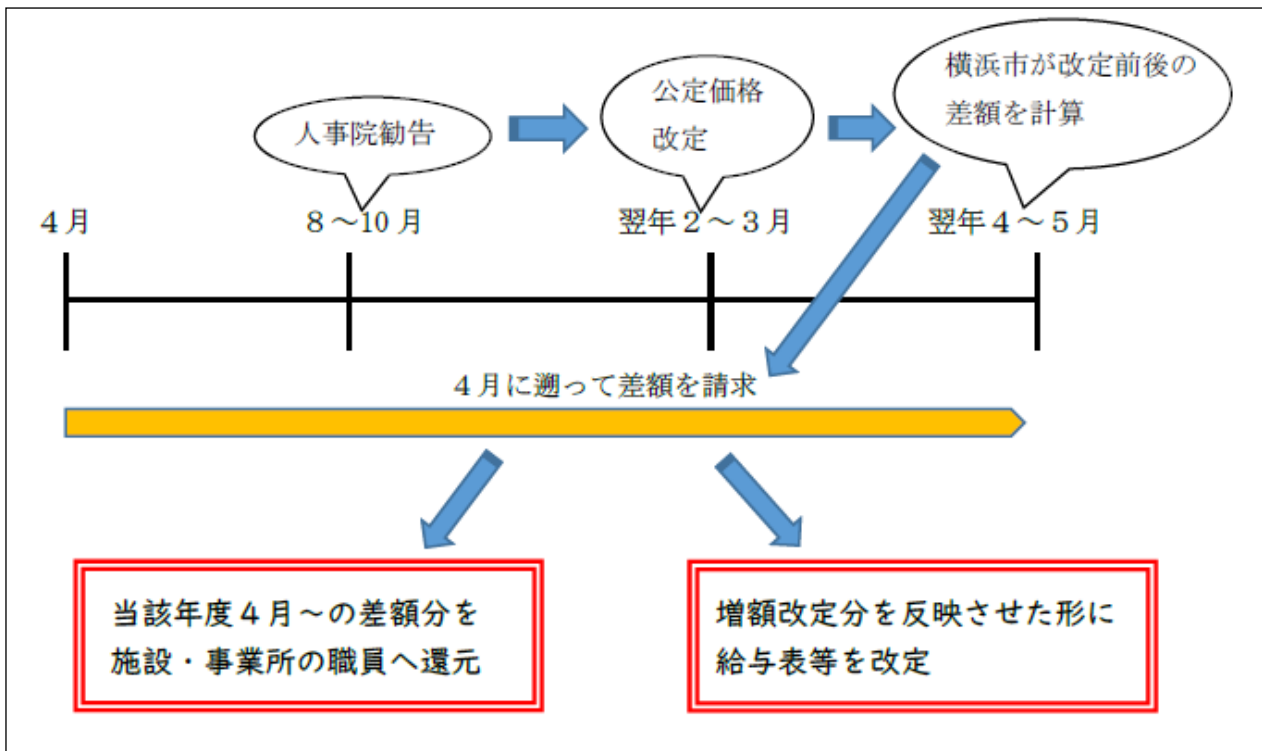 人事院勧告
公定価格
改定
横浜市が改定前後の
差額を計算
４月
８～10 月
翌年２～３月
翌年４～５月
４月に遡って差額を請求
当該年度４月～の差額分を
施設・事業所の職員へ還元
増額改定分を反映させた形に
給与表等を改定